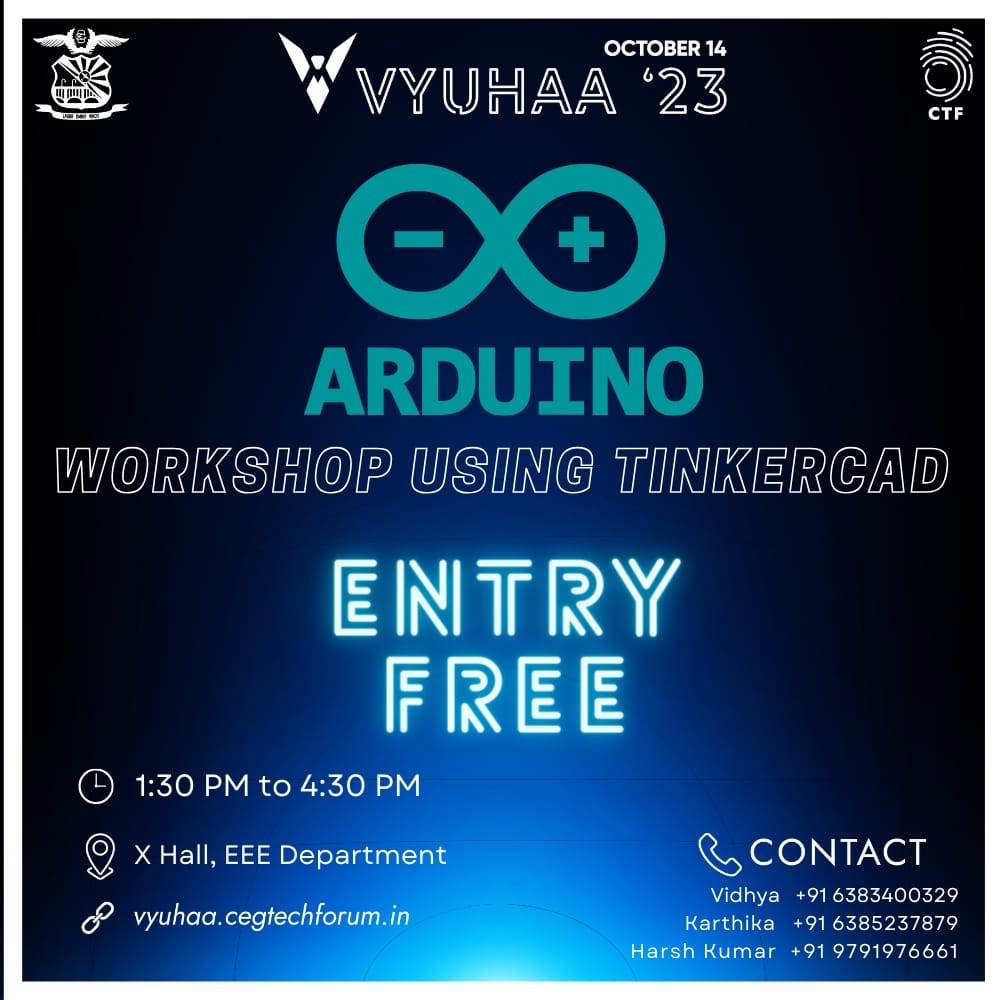 OCTOBER 14
VYUHAA '23
CTF
ARDUINO
WORKSHOP USING TINKERCAD
ENTRY
FREE
1:30 PM to 4:30 PM
X Hall, EEE Department
vyuhaa.cegtechforum.in
CONTACT
Vidhya +91 6383400329
Karthika +91 6385237879
Harsh Kumar +91 9791976661